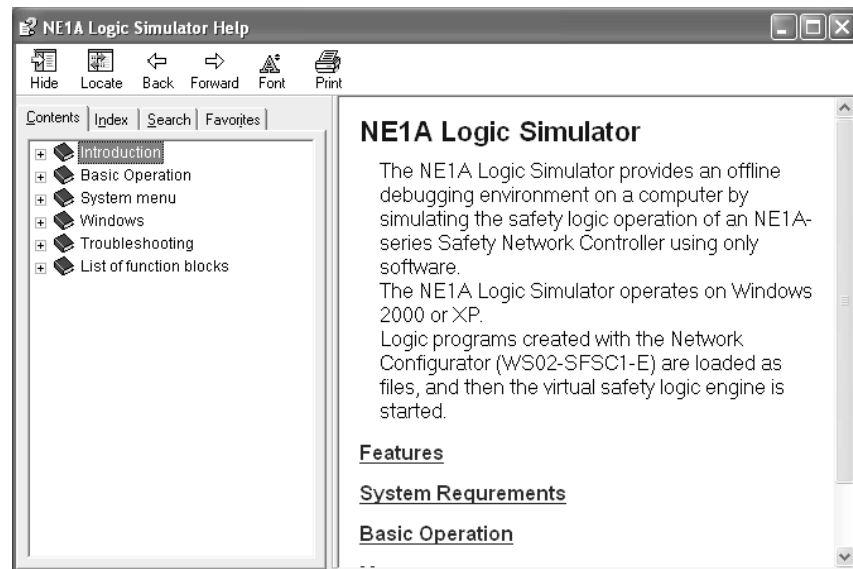 NE1A Logic Simulator Help
Hide Locate Back Forward Font Print
Contents Index Search Favorites
Introduction
Basic Operation
System menu
Windows
Troubleshooting
List of function blocks
NE1A Logic Simulator
The NE1A Logic Simulator provides an offline
debugging environment on a computer by
simulating the safety logic operation of an NE1A-
series Safety Network Controller using only
software.
The NE1A Logic Simulator operates on Windows
2000 or XP.
Logic programs created with the Network
Configurator (WS02-SFSC1-E) are loaded as
files, and then the virtual safety logic engine is
started.
Features
System Requrements
Basic Operation